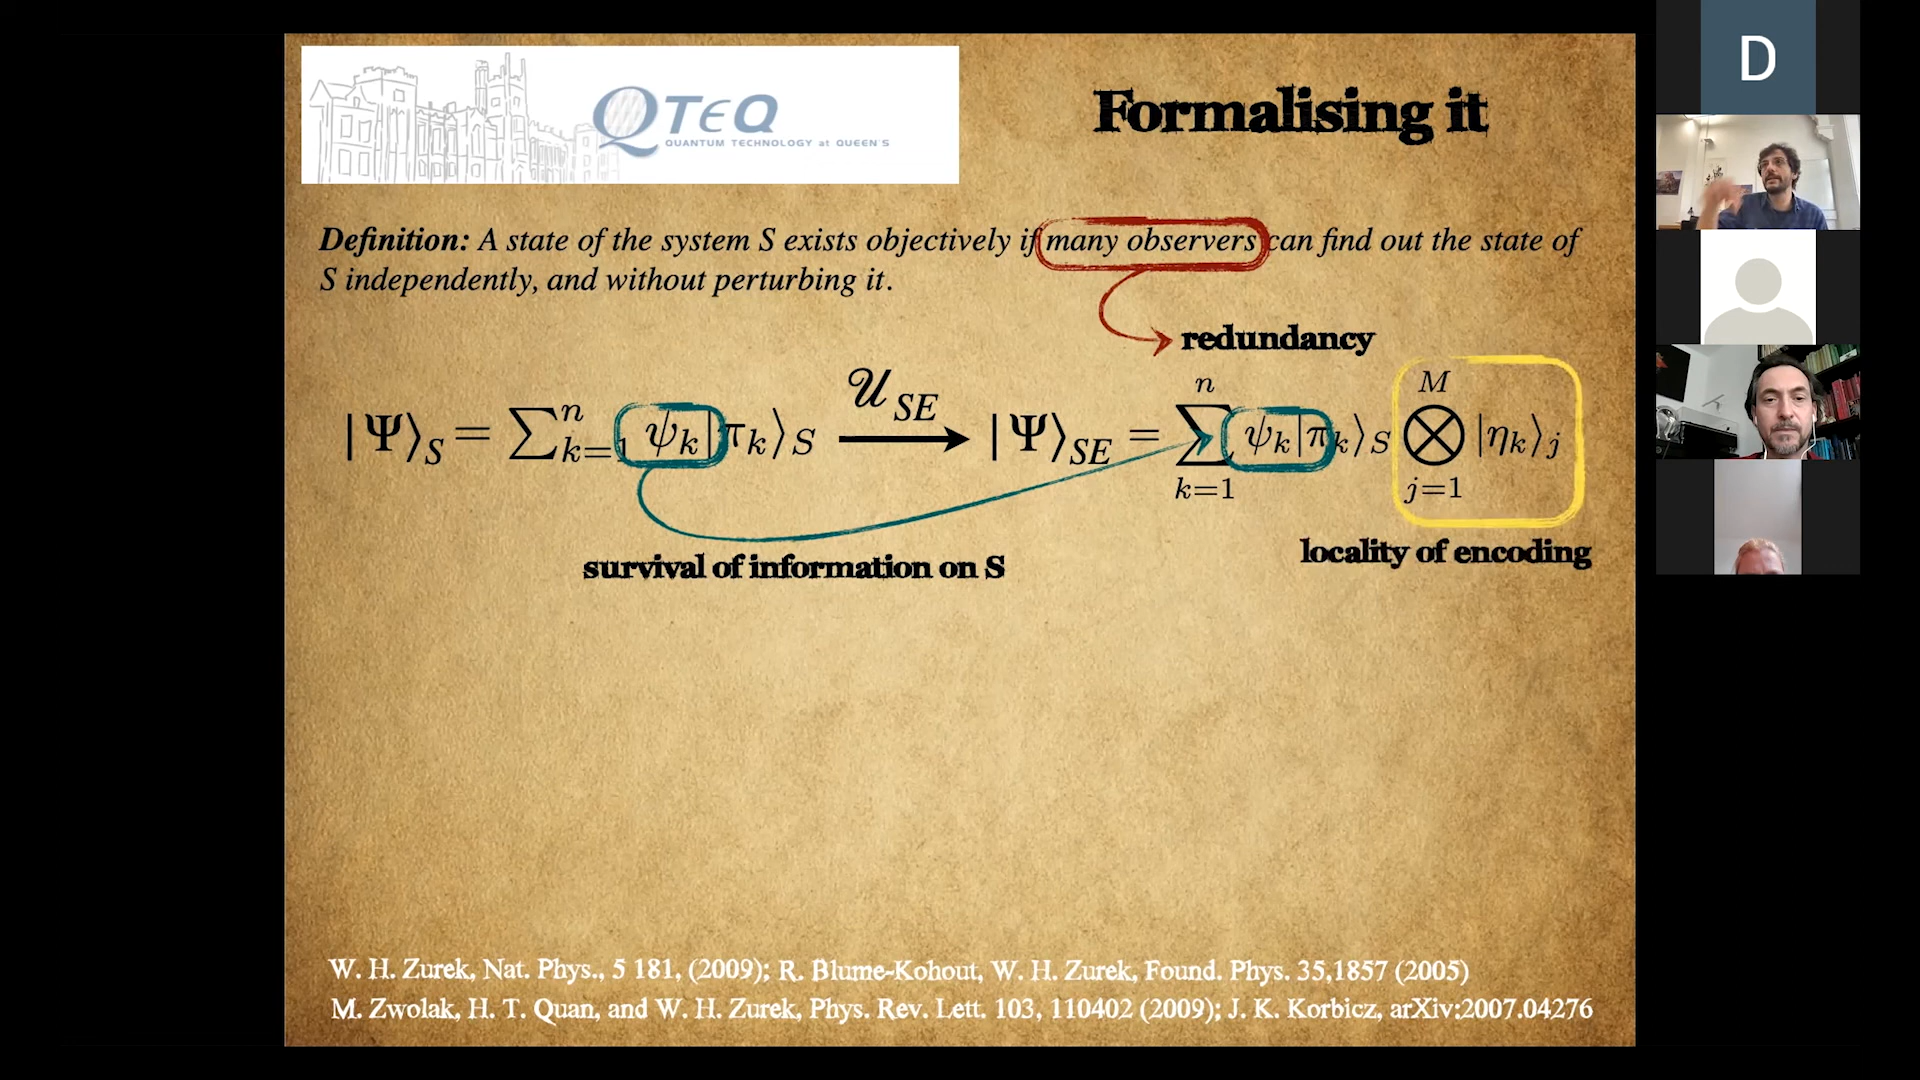 QTEQ
QUANTUM TECHNOLOGY at QUEEN'S
Formalising it
Definition: A state of the system S exists objectively if many observers can find out the state of
S independently, and without perturbing it.
redundancy
|Ψ⟩_S = ∑_{k=1}^n ψ_k|π_k⟩_S 𝒰_SE |Ψ⟩_SE = ∑_{k=1}^n ψ_k|π_k⟩_S ⨂_{j=1}^M |η_k⟩_j
survival of information on S
locality of encoding
W. H. Zurek, Nat. Phys., 5 181, (2009); R. Blume-Kohout, W. H. Zurek, Found. Phys. 35,1857 (2005)
M. Zwolak, H. T. Quan, and W. H. Zurek, Phys. Rev. Lett. 103, 110402 (2009); J. K. Korbicz, arXiv:2007.04276
D